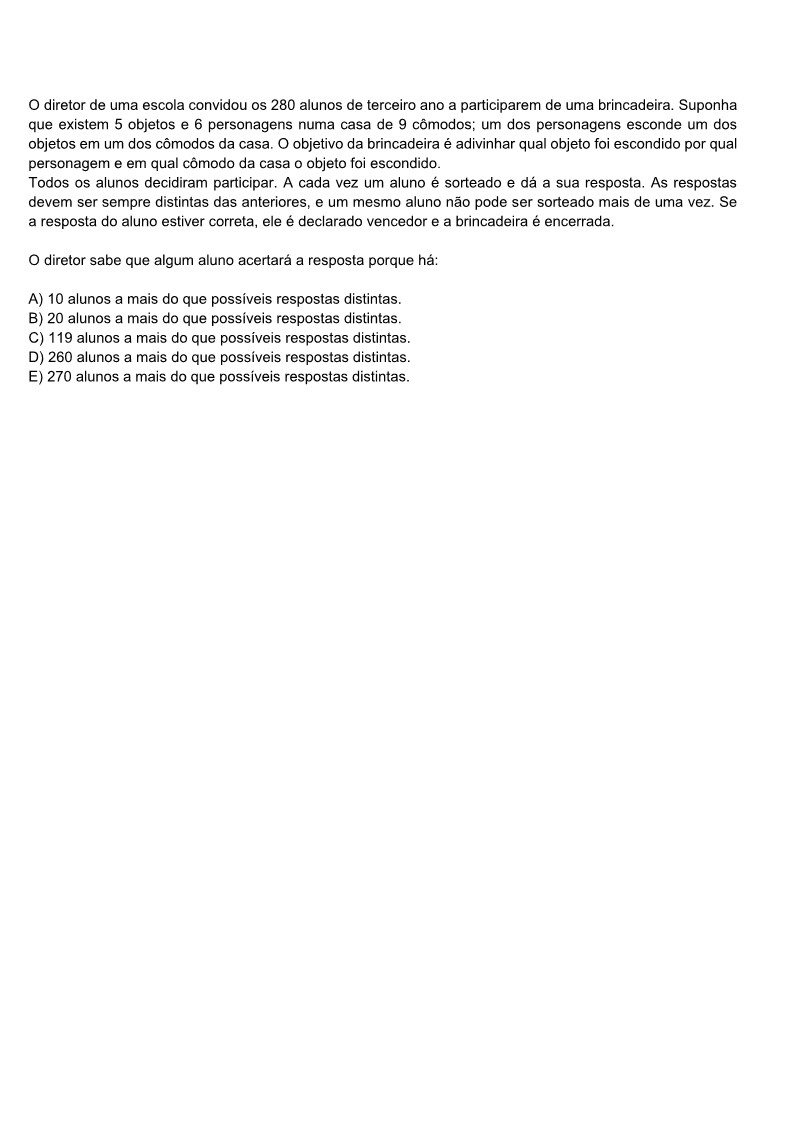 O diretor de uma escola convidou os 280 alunos de terceiro ano a participarem de uma brincadeira. Suponha
que existem 5 objetos e 6 personagens numa casa de 9 cômodos; um dos personagens esconde um dos
objetos em um dos cômodos da casa. O objetivo da brincadeira é adivinhar qual objeto foi escondido por qual
personagem e em qual cômodo da casa o objeto foi escondido.
Todos os alunos decidiram participar. A cada vez um aluno é sorteado e dá a sua resposta. As respostas
devem ser sempre distintas das anteriores, e um mesmo aluno não pode ser sorteado mais de uma vez. Se
a resposta do aluno estiver correta, ele é declarado vencedor e a brincadeira é encerrada.
O diretor sabe que algum aluno acertará a resposta porque há:
A) 10 alunos a mais do que possíveis respostas distintas.
B) 20 alunos a mais do que possíveis respostas distintas.
C) 119 alunos a mais do que possíveis respostas distintas.
D) 260 alunos a mais do que possíveis respostas distintas.
E) 270 alunos a mais do que possíveis respostas distintas.